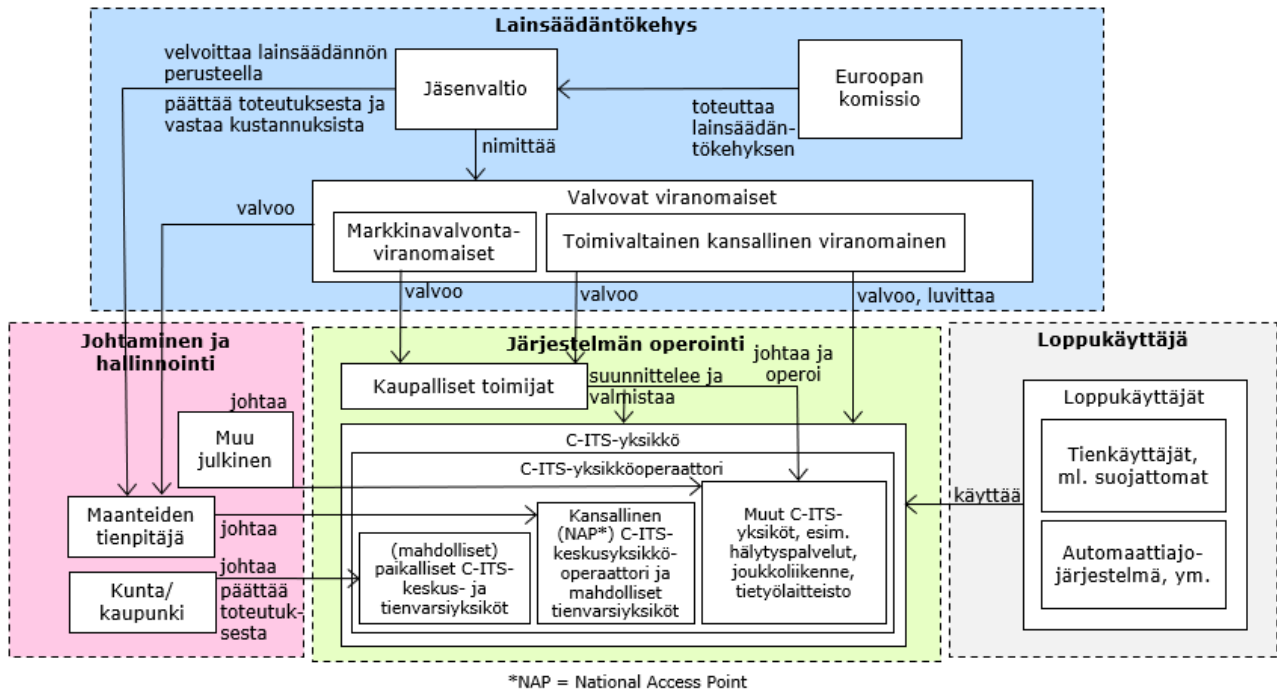 Lainsäädäntökehys
velvoittaa lainsäädännön
perusteella
päättää toteutuksesta ja
vastaa kustannuksista
Jäsenvaltio
Euroopan
komissio
toteuttaa
lainsäädän-
tökehyksen
nimittää
Valvovat viranomaiset
valvoo
Markkinavalvonta-
viranomaiset
Toimivaltainen kansallinen viranomainen
valvoo
valvoo
valvoo, luvittaa
Johtaminen ja
hallinnointi
johtaa
Muu
julkinen
Maanteiden
tienpitäjä
johtaa
Kunta/
kaupunki
johtaa
päättää
toteutuk-
sesta
Järjestelmän operointi
Kaupalliset toimijat
suunnittelee ja
valmistaa
johtaa ja
operoi
C-ITS-yksikkö
C-ITS-yksikköoperaattori
(mahdolliset)
paikalliset C-ITS-
keskus- ja
tienvarsiyksiköt
Kansallinen
(NAP*) C-ITS-
keskusyksikkö-
operaattori ja
mahdolliset
tienvarsiyksiköt
Muut C-ITS-
yksiköt, esim.
hälytyspalvelut,
joukkoliikenne,
tietyölaitteisto
Loppukäyttäjä
käyttää
Loppukäyttäjät
Tienkäyttäjät,
ml. suojattomat
Automaattiajo-
järjestelmä, ym.
*NAP = National Access Point